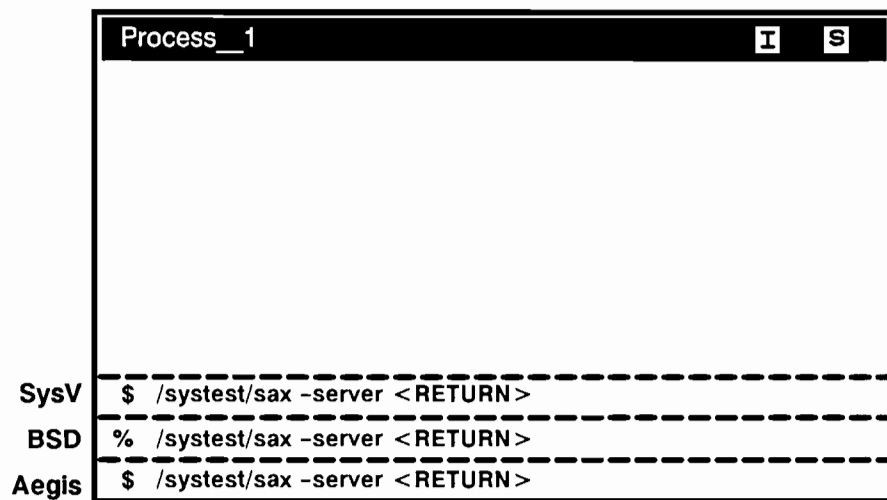 Process__1 I S
SysV $ /systest/sax -server <RETURN>
BSD % /systest/sax -server <RETURN>
Aegis $ /systest/sax -server <RETURN>